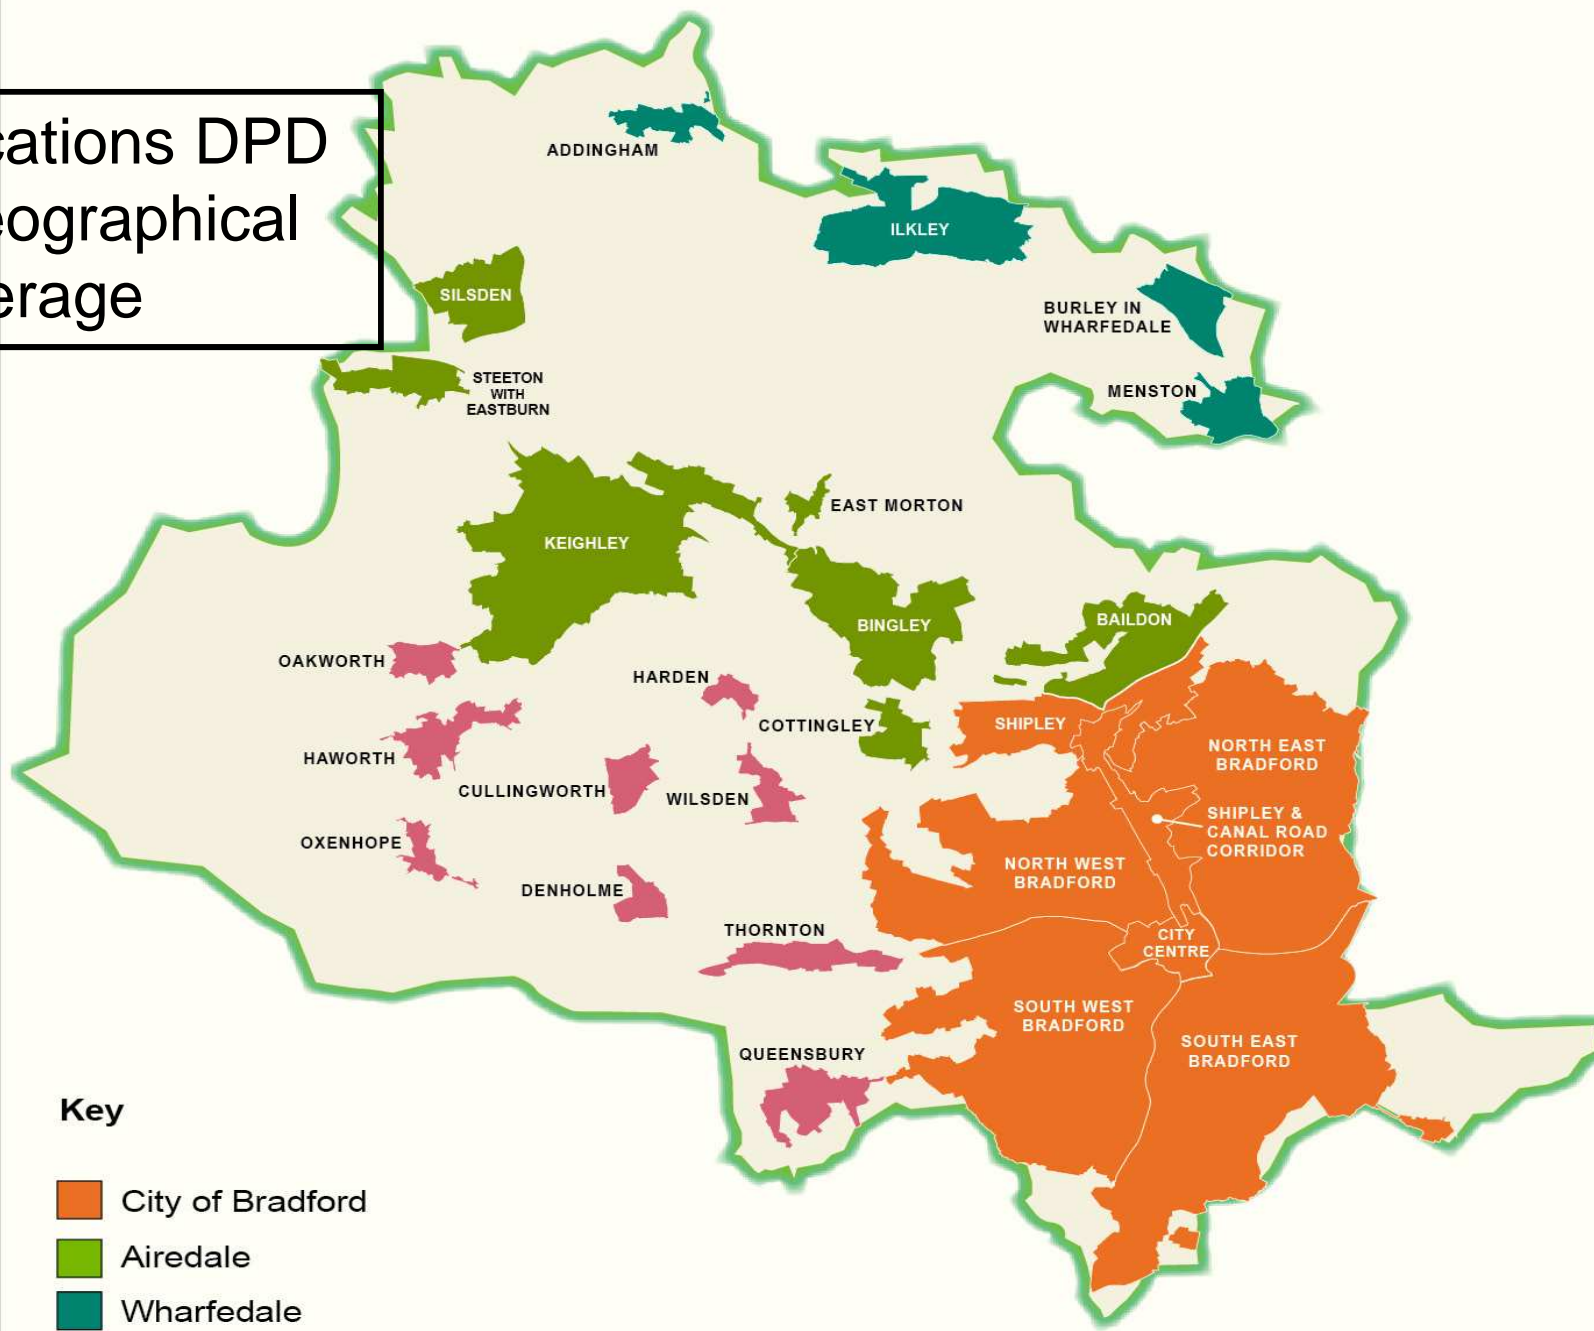 cations DPD
eographical
erage
ADDINGHAM
ILKLEY
SILSDEN
BURLEY IN
WHARFEDALE
STEETON
WITH
EASTBURN
MENSTON
EAST MORTON
KEIGHLEY
BINGLEY
BAILDON
OAKWORTH
HARDEN
COTTINGLEY
SHIPLEY
HAWORTH
NORTH EAST
BRADFORD
CULLINGWORTH
WILSDEN
SHIPLEY &
CANAL ROAD
CORRIDOR
OXENHOPE
NORTH WEST
BRADFORD
DENHOLME
THORNTON
CITY
CENTRE
SOUTH WEST
BRADFORD
SOUTH EAST
BRADFORD
QUEENSBURY
Key
City of Bradford
Airedale
Wharfedale